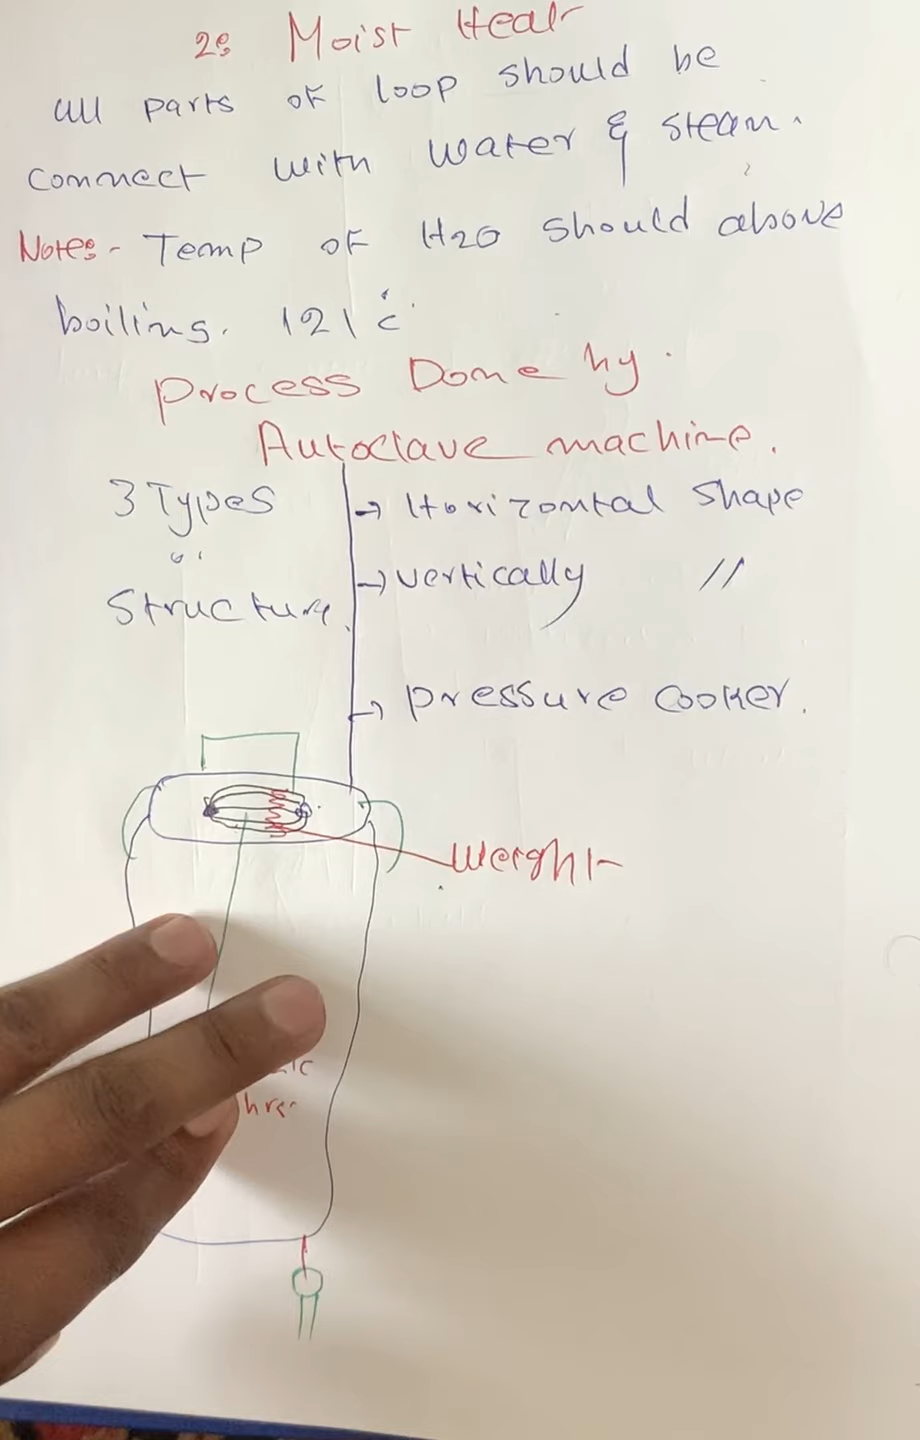 2: Moist Heat
all parts of loop should be
connect with water & steam.
Notes:- Temp of H2O should above
boiling. 121°c
Process Done by.
Autoclave machine.
3 Types
Structure.
→ Horizontal shape
→ vertically //
→ pressure cooker.
Weight
hrs.